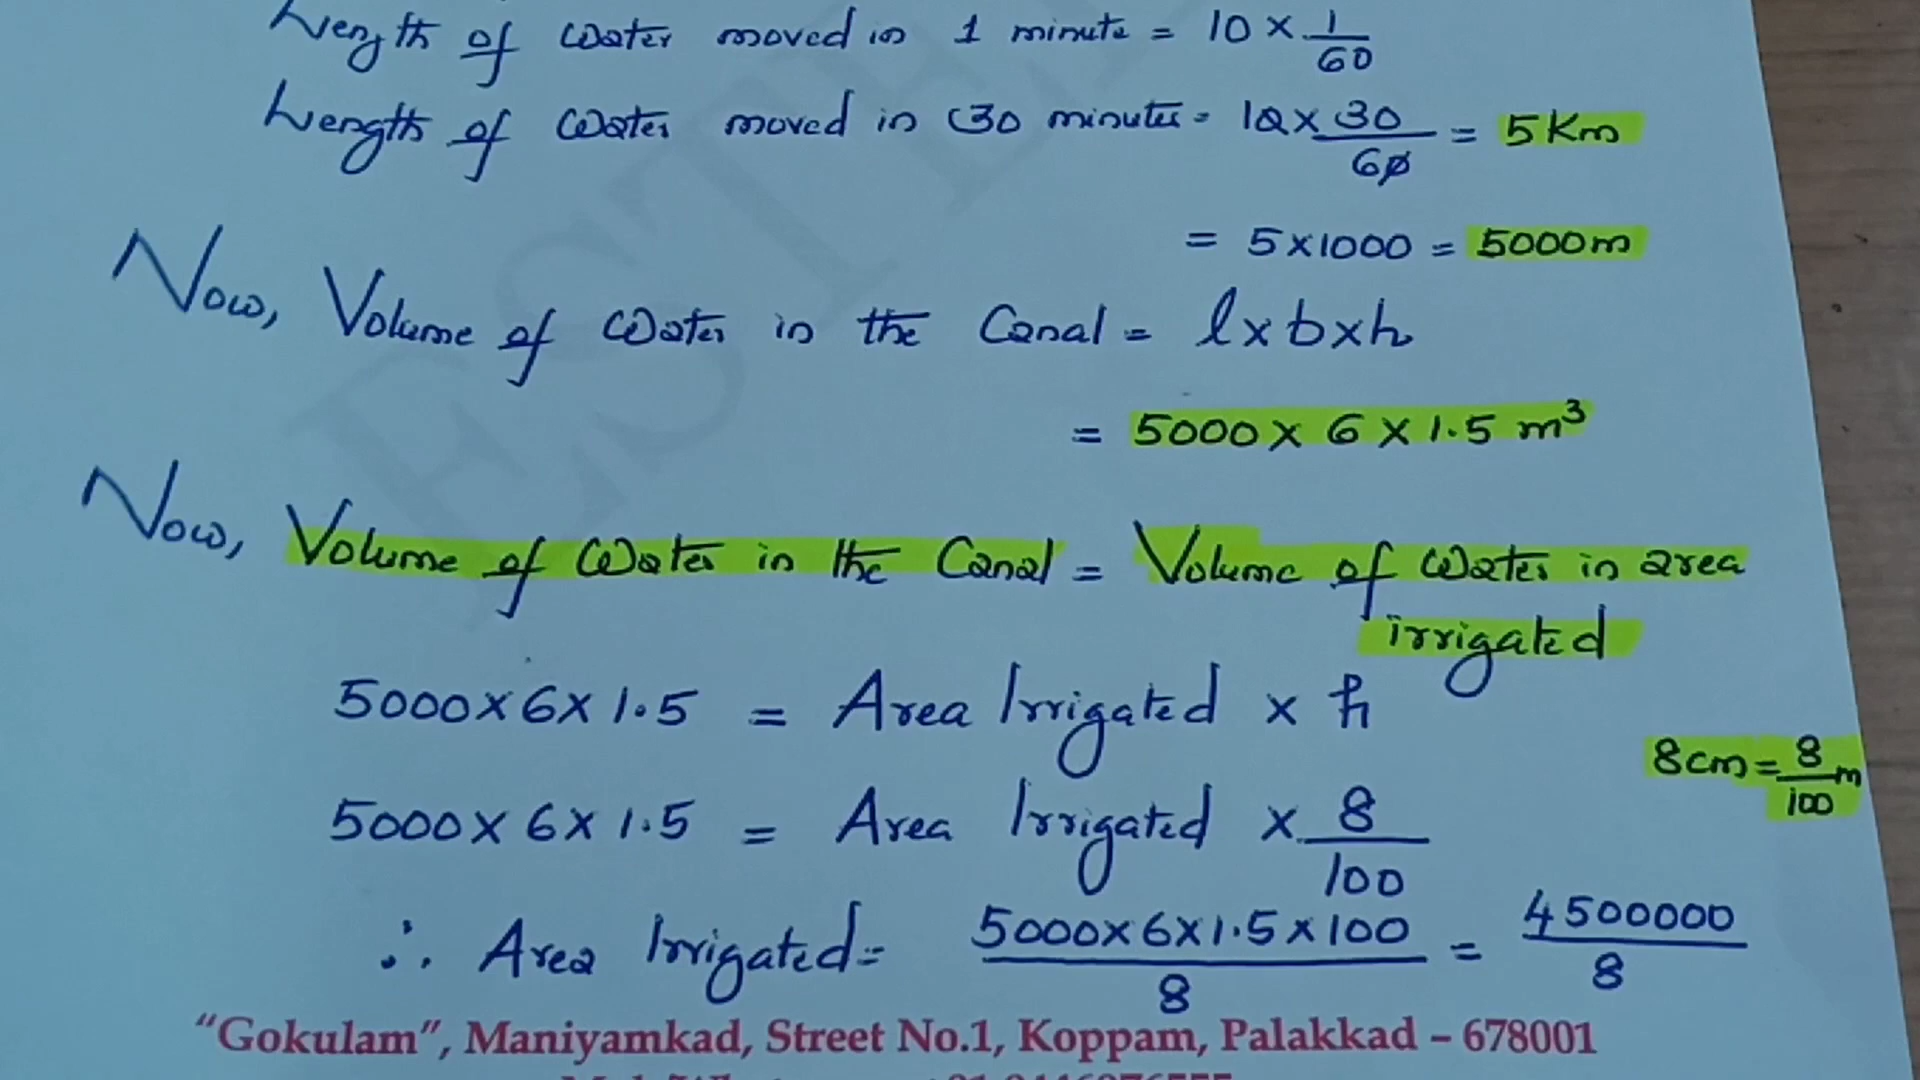 Length of Water moved in 1 minute = 10 × 1/60
Length of Water moved in 30 minutes = 10 × 30/60 = 5 Km
= 5×1000 = 5000m
Now, Volume of Water in the Canal = l×b×h
= 5000 × 6 × 1.5 m³
Now, Volume of Water in the Canal = Volume of Water in area
irrigated
5000×6×1.5 = Area Irrigated × h
8cm = 8/100 m
5000×6×1.5 = Area Irrigated × 8/100
∴ Area Irrigated = 5000×6×1.5×100/8 = 4500000/8
"Gokulam", Maniyamkad, Street No.1, Koppam, Palakkad – 678001